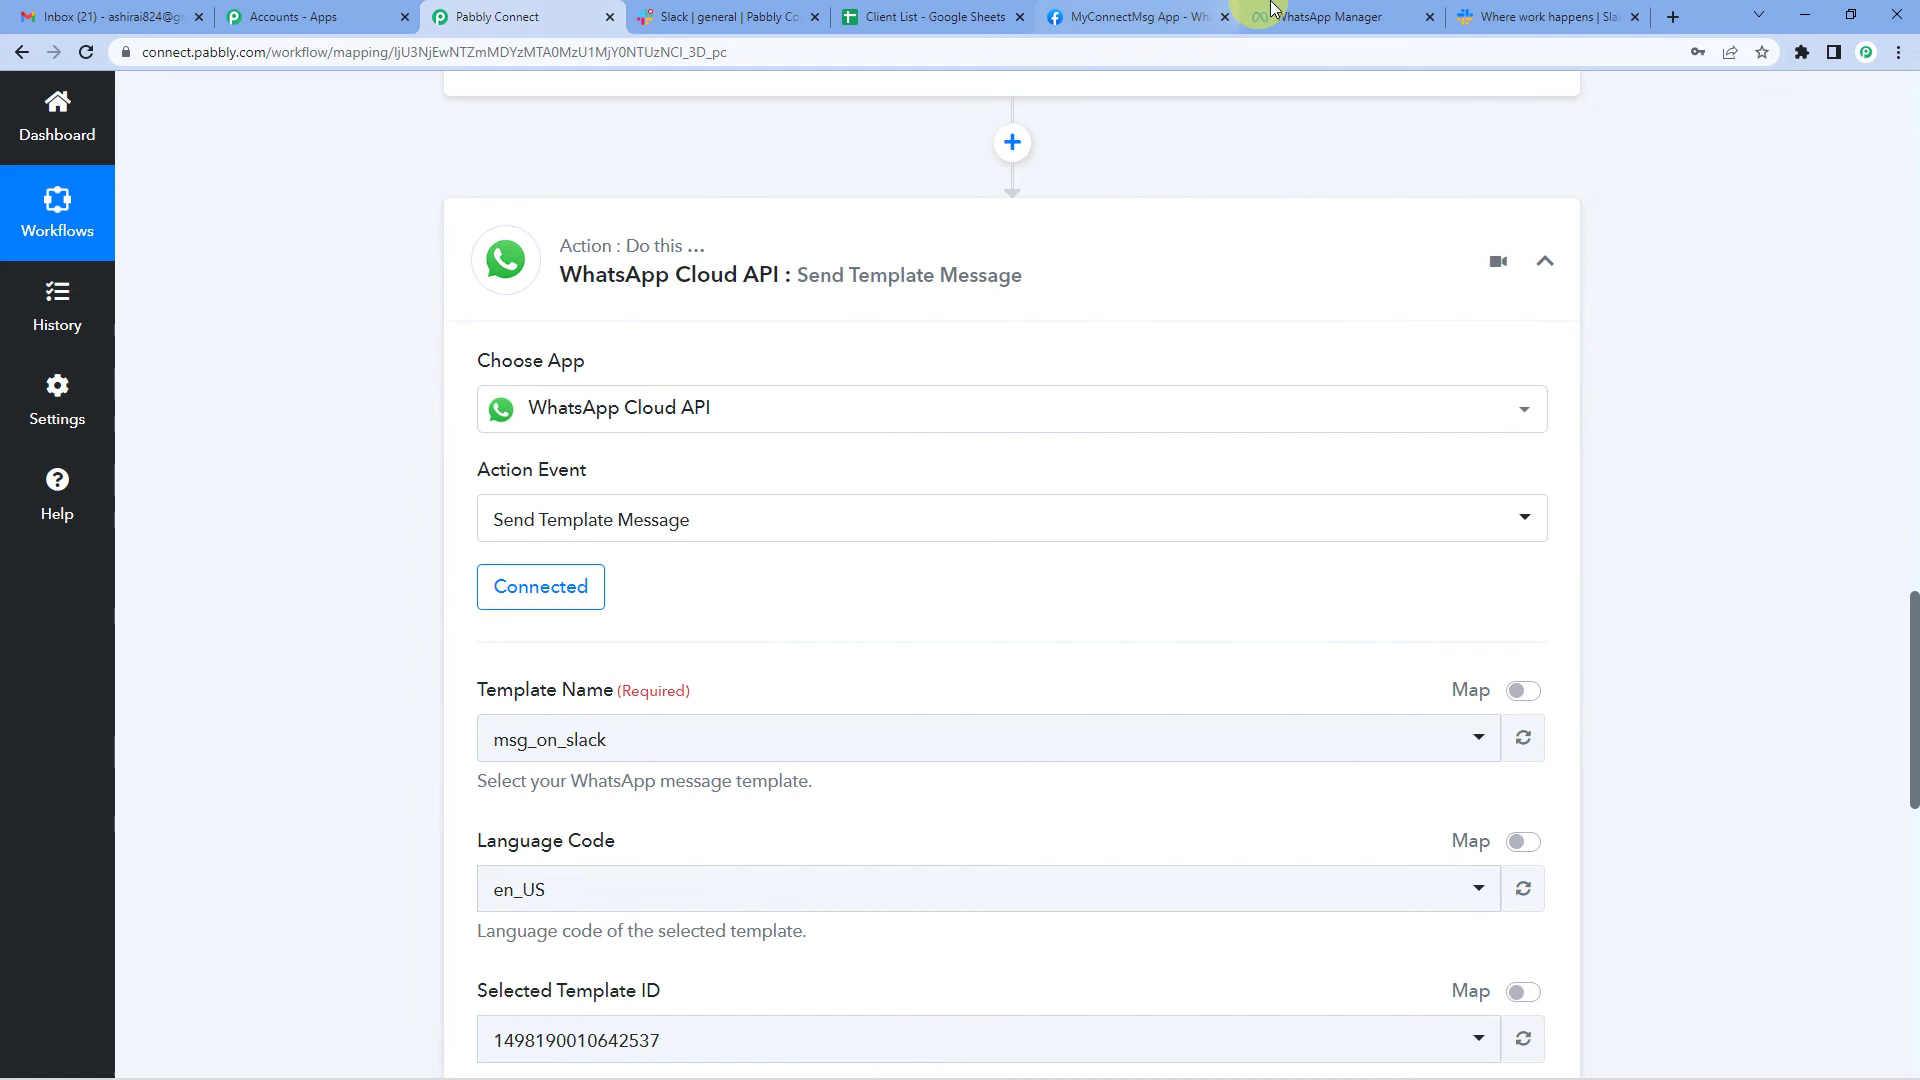 Inbox (21) - ashirai824@g
Accounts - Apps
Pabbly Connect
Slack | general | Pabbly Co
Client List - Google Sheets
MyConnectMsg App - Wh
WhatsApp Manager
Where work happens | Sla
connect.pabbly.com/workflow/mapping/IjU3NjEwNTZmMDYzMTA0MzU1MjY0NTUzNCI_3D_pc
Dashboard
Workflows
History
Settings
Help
Action : Do this ...
WhatsApp Cloud API : Send Template Message
Choose App
WhatsApp Cloud API
Action Event
Send Template Message
Connected
Template Name (Required)
Map
msg_on_slack
Select your WhatsApp message template.
Language Code
Map
en_US
Language code of the selected template.
Selected Template ID
Map
1498190010642537